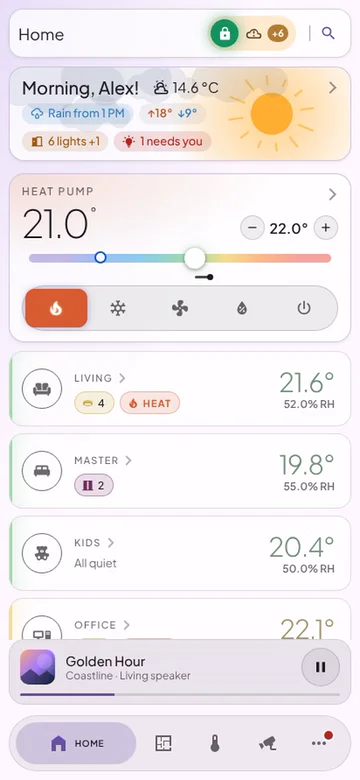 Home
+6
Morning, Alex! 14.6°C
Rain from 1 PM ↑18° ↓9°
6 lights +1 1 needs you
HEAT PUMP
21.0°
− 22.0° +
LIVING
21.6°
4 HEAT
52.0% RH
MASTER
19.8°
2
55.0% RH
KIDS
20.4°
All quiet
50.0% RH
OFFICE
22.1°
Golden Hour
Coastline · Living speaker
HOME